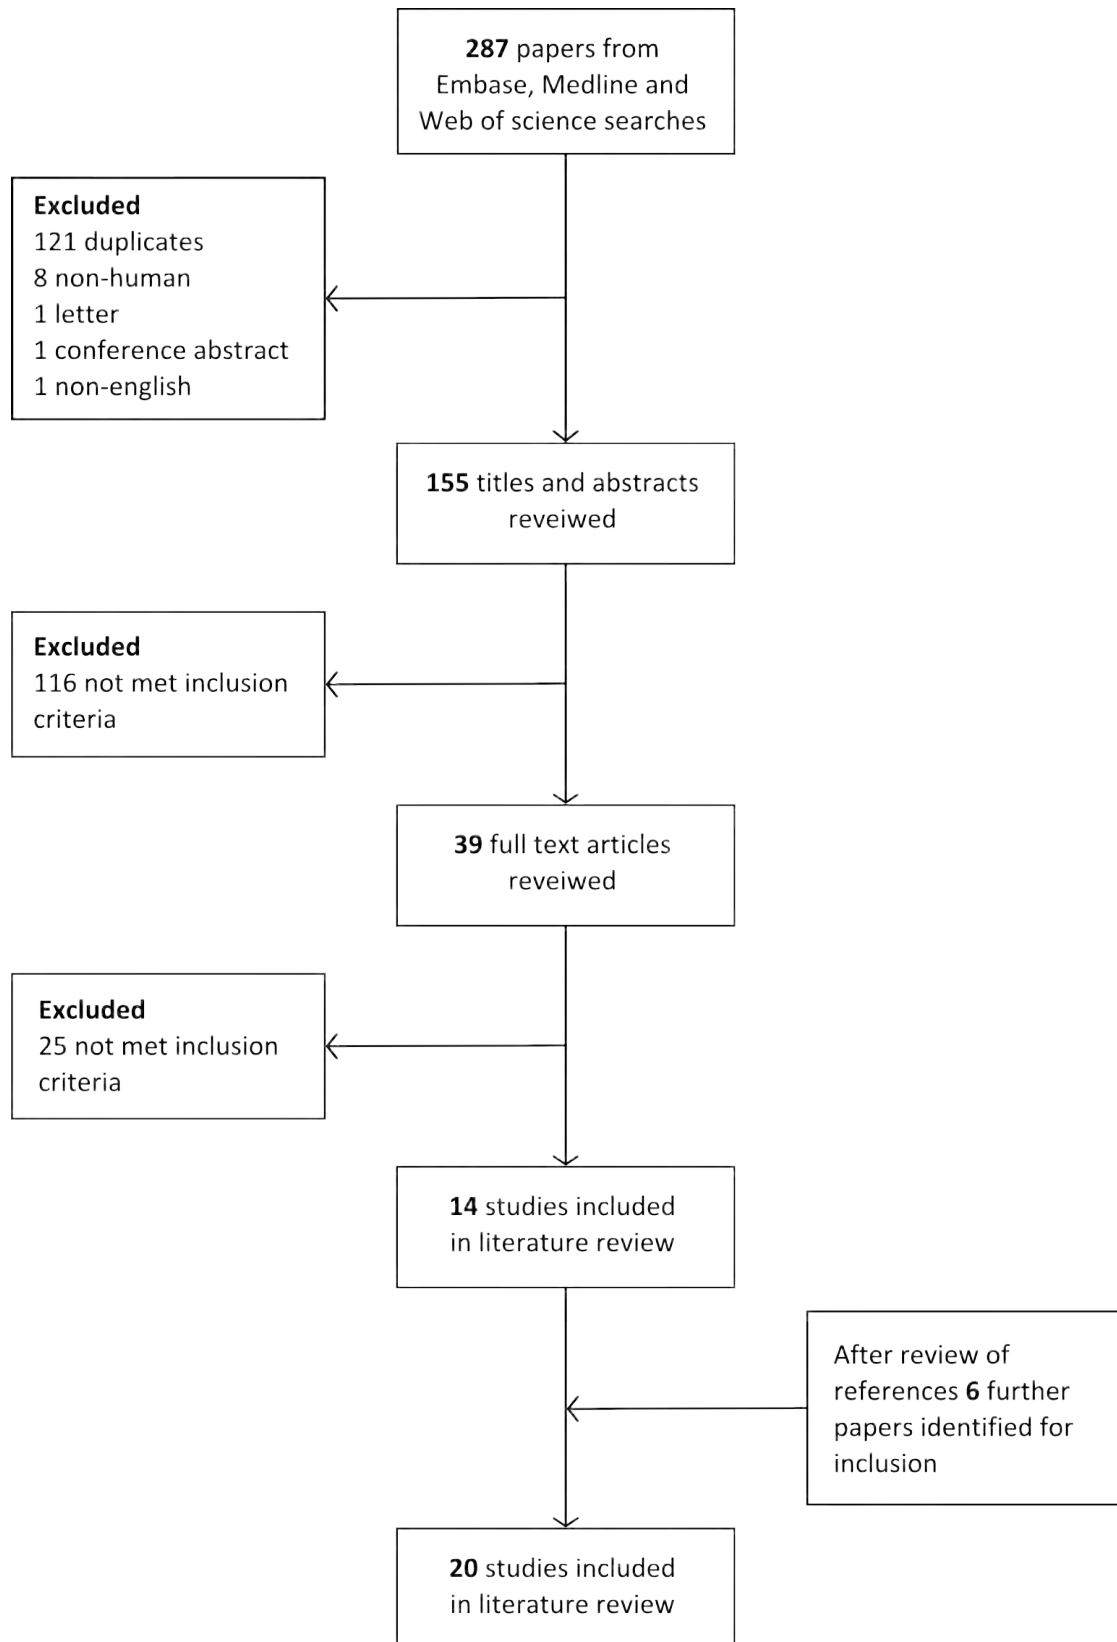 287 papers from
Embase, Medline and
Web of science searches
Excluded
121 duplicates
8 non-human
1 letter
1 conference abstract
1 non-english
155 titles and abstracts
reveiwed
Excluded
116 not met inclusion
criteria
39 full text articles
reveiwed
Excluded
25 not met inclusion
criteria
14 studies included
in literature review
After review of
references 6 further
papers identified for
inclusion
20 studies included
in literature review